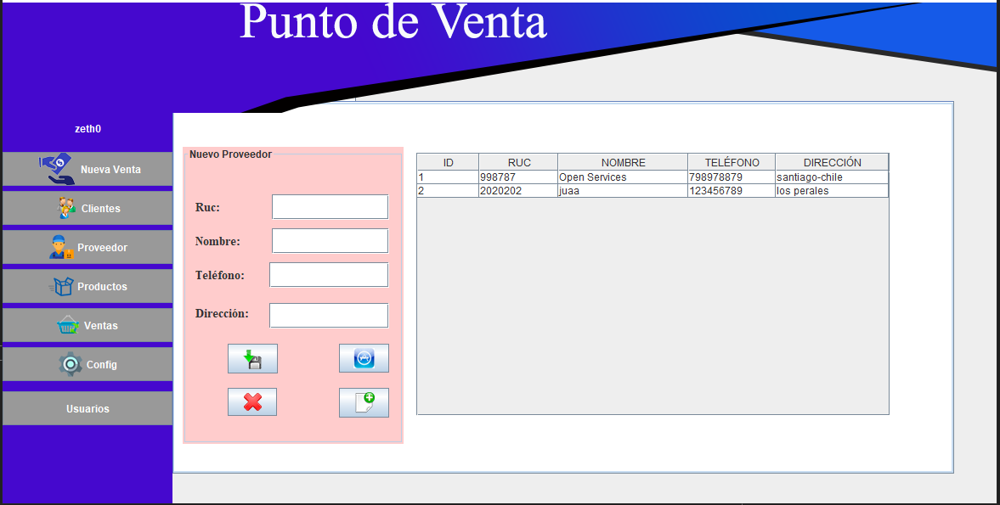 Punto de Venta
zeth0
Nueva Venta
Clientes
Proveedor
Productos
Ventas
Config
Usuarios
Nuevo Proveedor
Ruc:
Nombre:
Teléfono:
Dirección:
ID RUC NOMBRE TELÉFONO DIRECCIÓN
1 998787 Open Services 798978879 santiago-chile
2 2020202 juaa 123456789 los perales